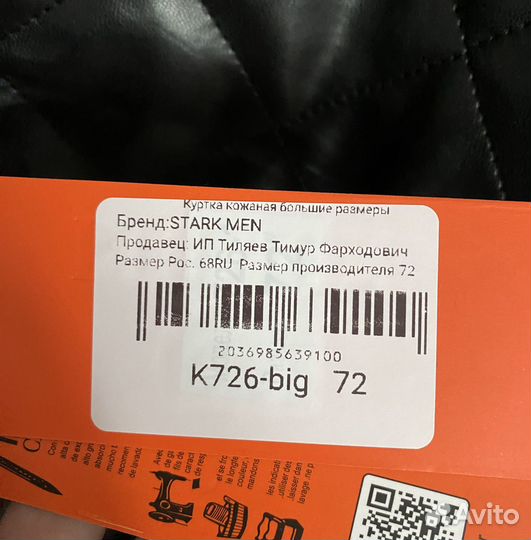 Куртка кожаная большие размеры
Бренд:STARK MEN
Продавец: ИП Тиляев Тимур Фарходович
Размер Рос. 68RU Размер производителя 72
2036985639100
K726-big 72
Avito